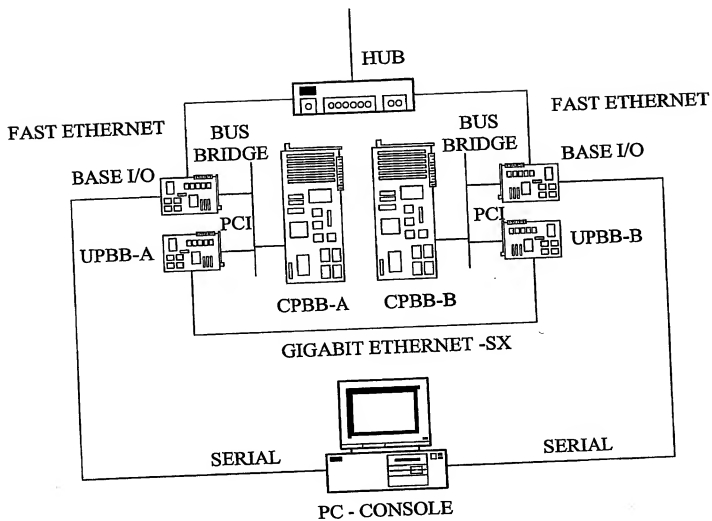 HUB
FAST ETHERNET
FAST ETHERNET
BUS
BRIDGE
BUS
BRIDGE
BASE I/O
BASE I/O
PCI
PCI
UPBB-A
UPBB-B
CPBB-A
CPBB-B
GIGABIT ETHERNET -SX
SERIAL
SERIAL
PC - CONSOLE